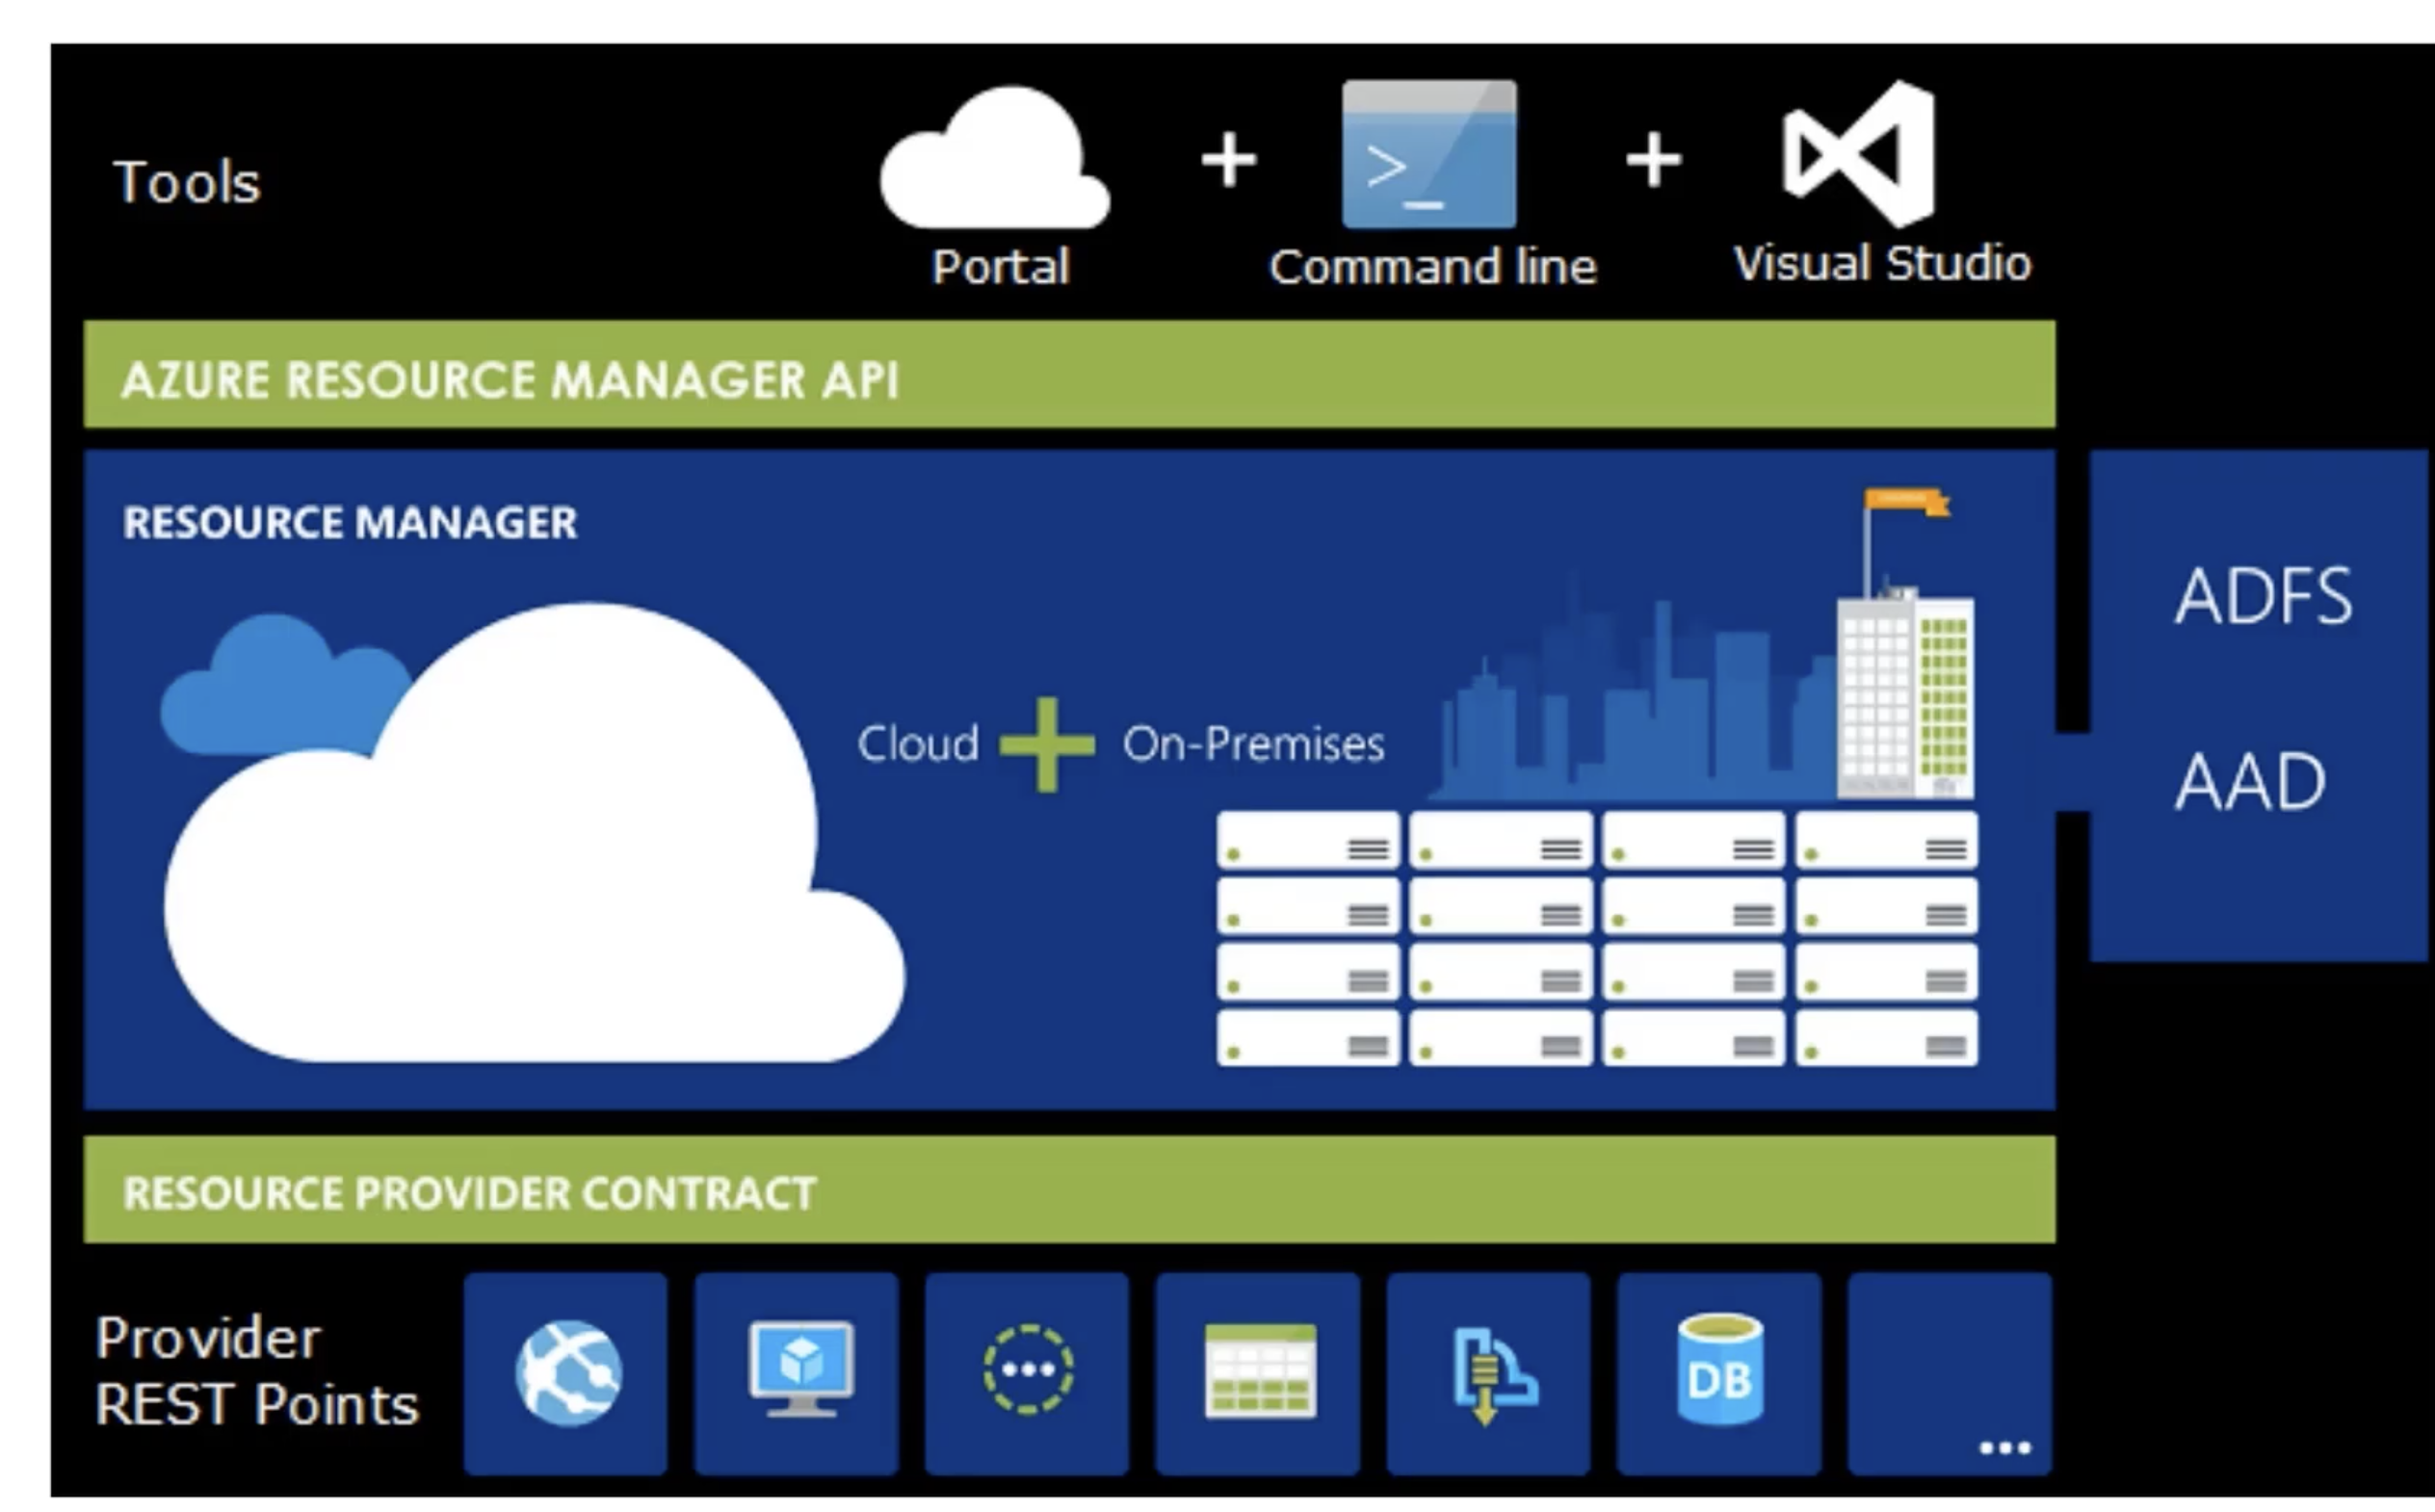 Tools
Portal
Command line
Visual Studio
AZURE RESOURCE MANAGER API
RESOURCE MANAGER
Cloud
On-Premises
ADFS
AAD
RESOURCE PROVIDER CONTRACT
Provider
REST Points
DB